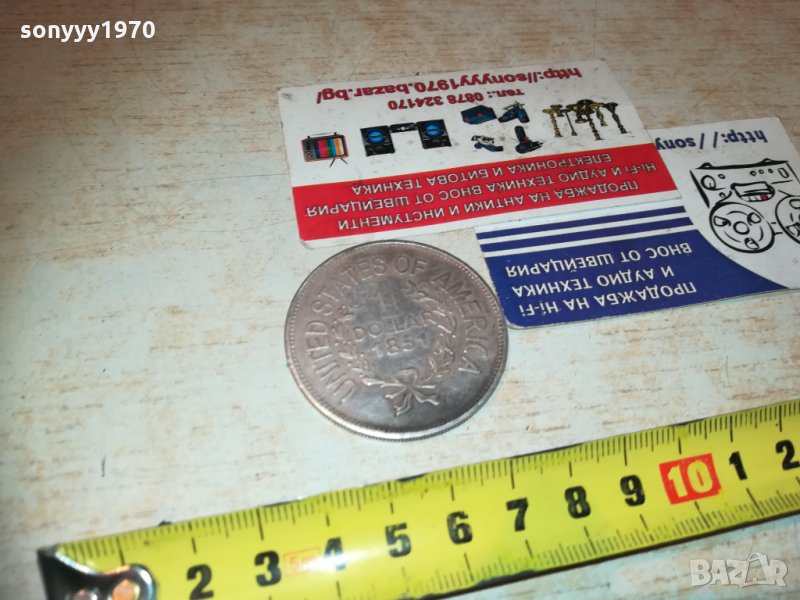 sonyyy1970
http://sonyyy1970.bazar.bg/
тел.: 0878 324170
ПРОДАЖБА НА АНТИКИ И ИНСТУМЕНТИ
Hi-Fi И АУДИО ТЕХНИКА ВНОС ОТ ШВЕЙЦАРИЯ.
ЕЛЕКТРОНИКА И БИТОВА ТЕХНИКА.
http://sony
ПРОДАЖБА НА Hi-Fi
И АУДИО ТЕХНИКА
ВНОС ОТ ШВЕЙЦАРИЯ
UNITED STATES OF AMERICA
1
DOLLAR
1851
2 3 4 5 6 7 8 9 10 1 2
BAZAR